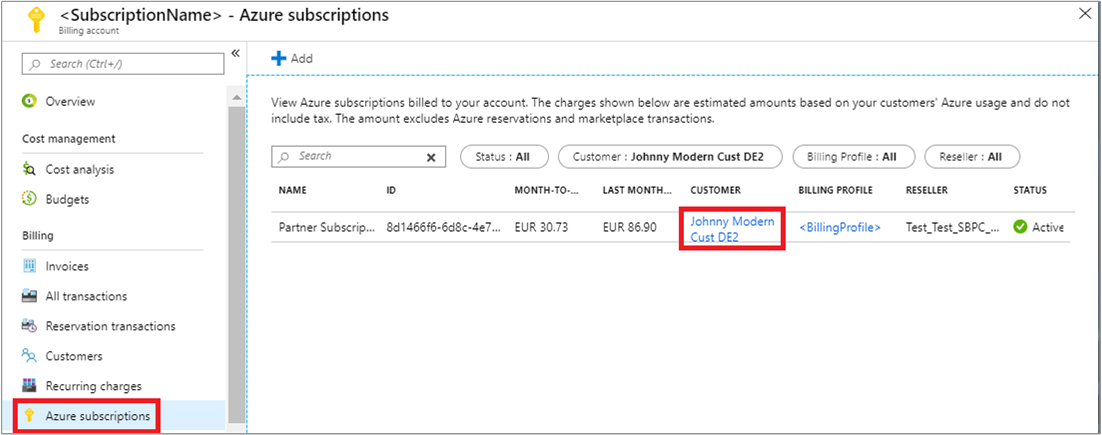 <SubscriptionName> - Azure subscriptions
Billing account
Search (Ctrl+/)
Overview
Cost management
Cost analysis
Budgets
Billing
Invoices
All transactions
Reservation transactions
Customers
Recurring charges
Azure subscriptions
Add
View Azure subscriptions billed to your account. The charges shown below are estimated amounts based on your customers' Azure usage and do not
include tax. The amount excludes Azure reservations and marketplace transactions.
Search
Status : All
Customer : Johnny Modern Cust DE2
Billing Profile : All
Reseller : All
NAME ID MONTH-TO-... LAST MONTH... CUSTOMER BILLING PROFILE RESELLER STATUS
Partner Subscrip... 8d1466f6-6d8c-4e7... EUR 30.73 EUR 86.90 Johnny Modern <BillingProfile> Test_Test_SBPC_... Active
Cust DE2